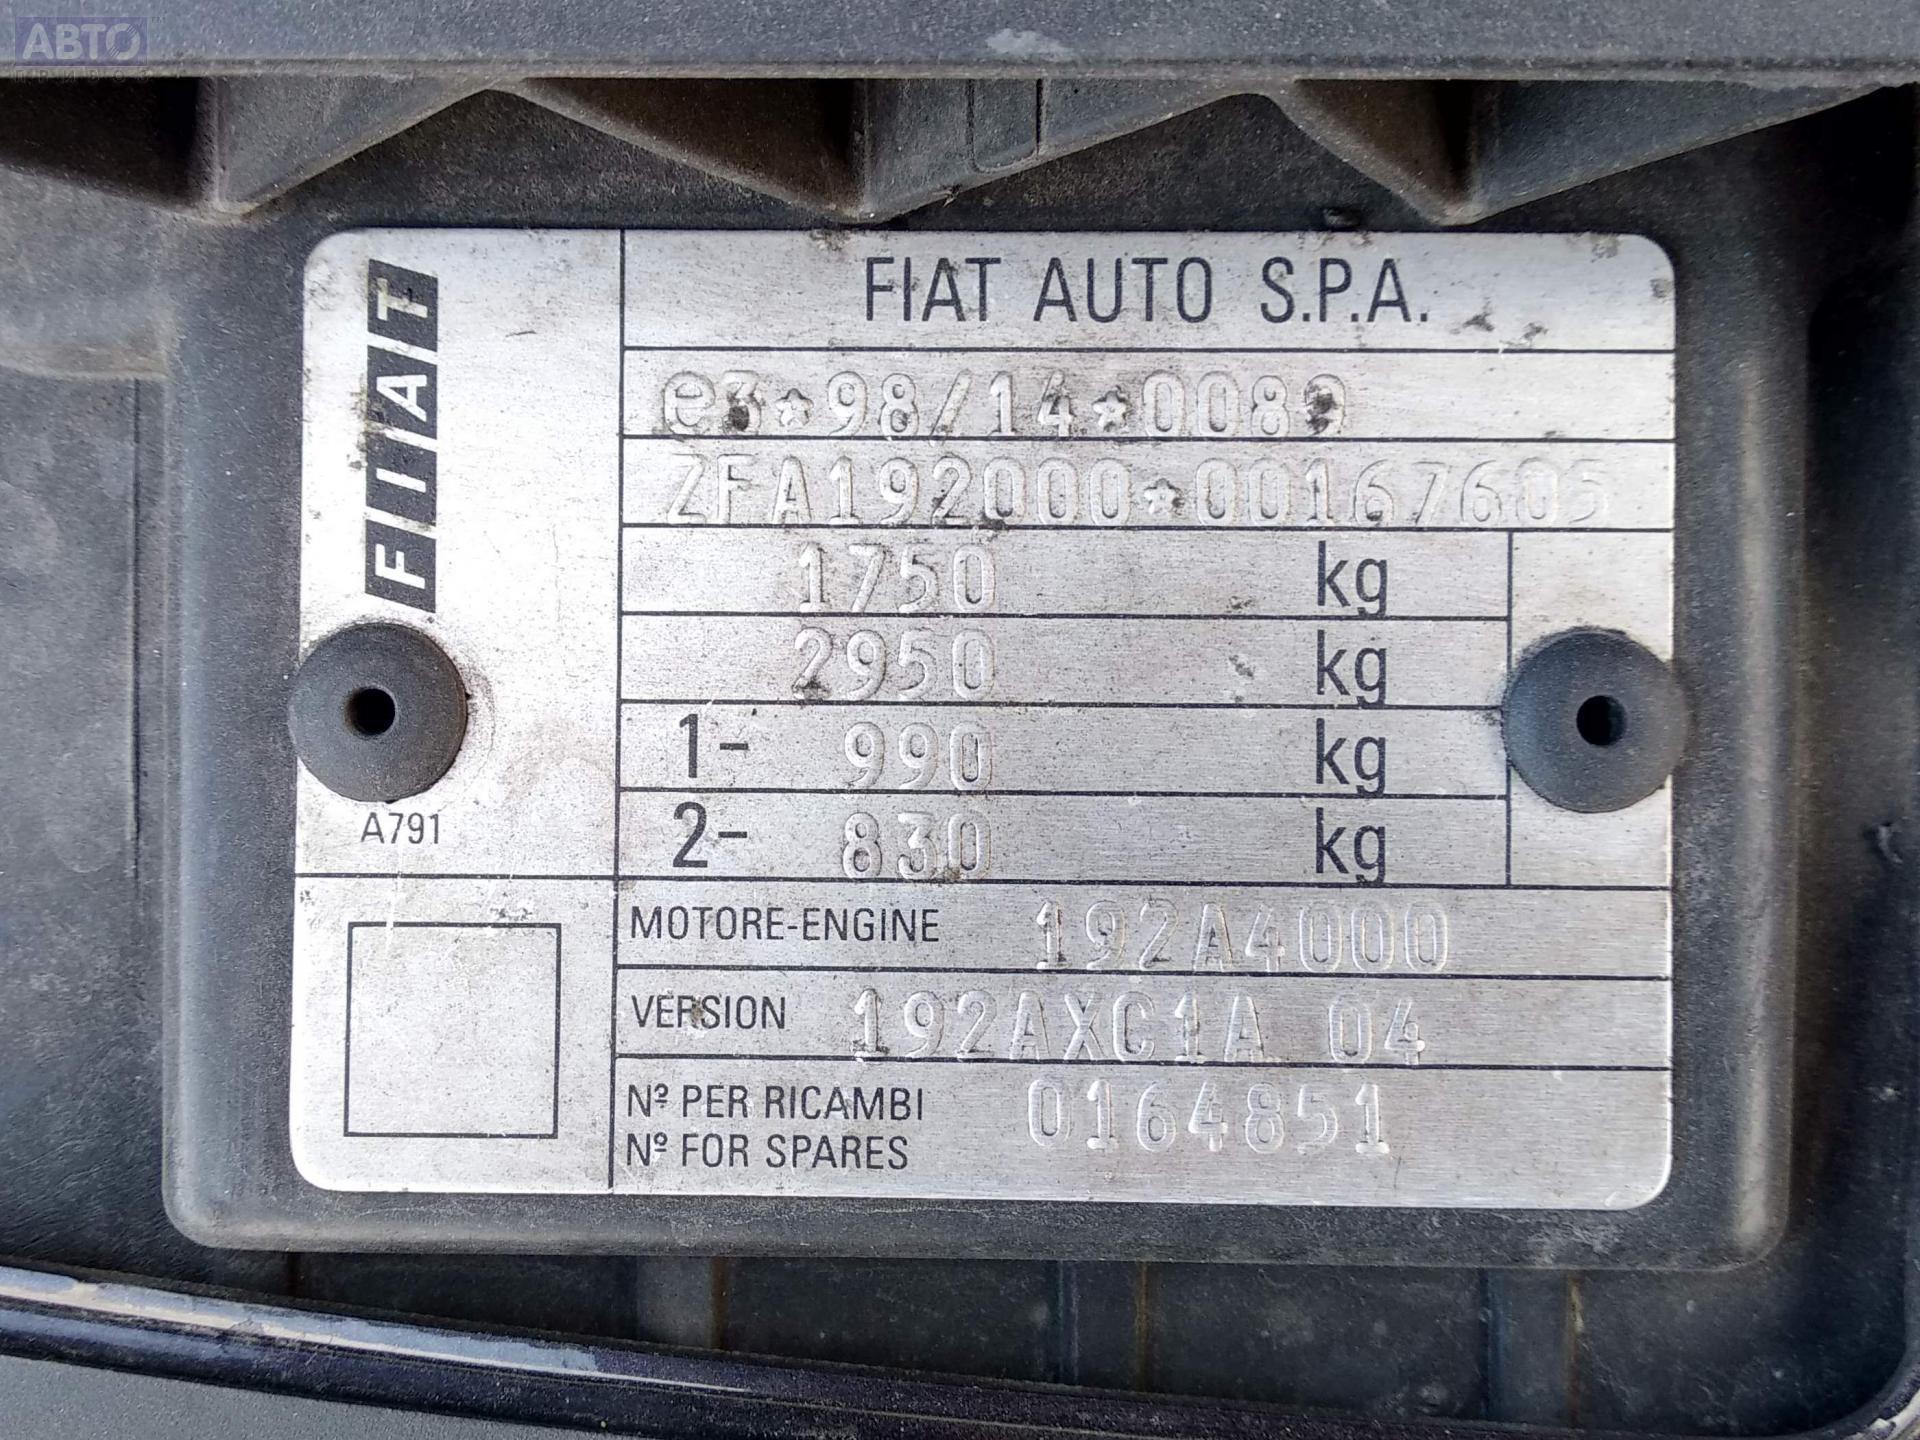 АВТО
ПРИВОЗ
FIAT
FIAT AUTO S.P.A.
e3*98/14*0089
ZFA192000*00167605
1750 kg
2950 kg
1- 990 kg
2- 830 kg
A791
MOTORE-ENGINE 192A4000
VERSION 192AXC1A 04
Nº PER RICAMBI
Nº FOR SPARES 0164851